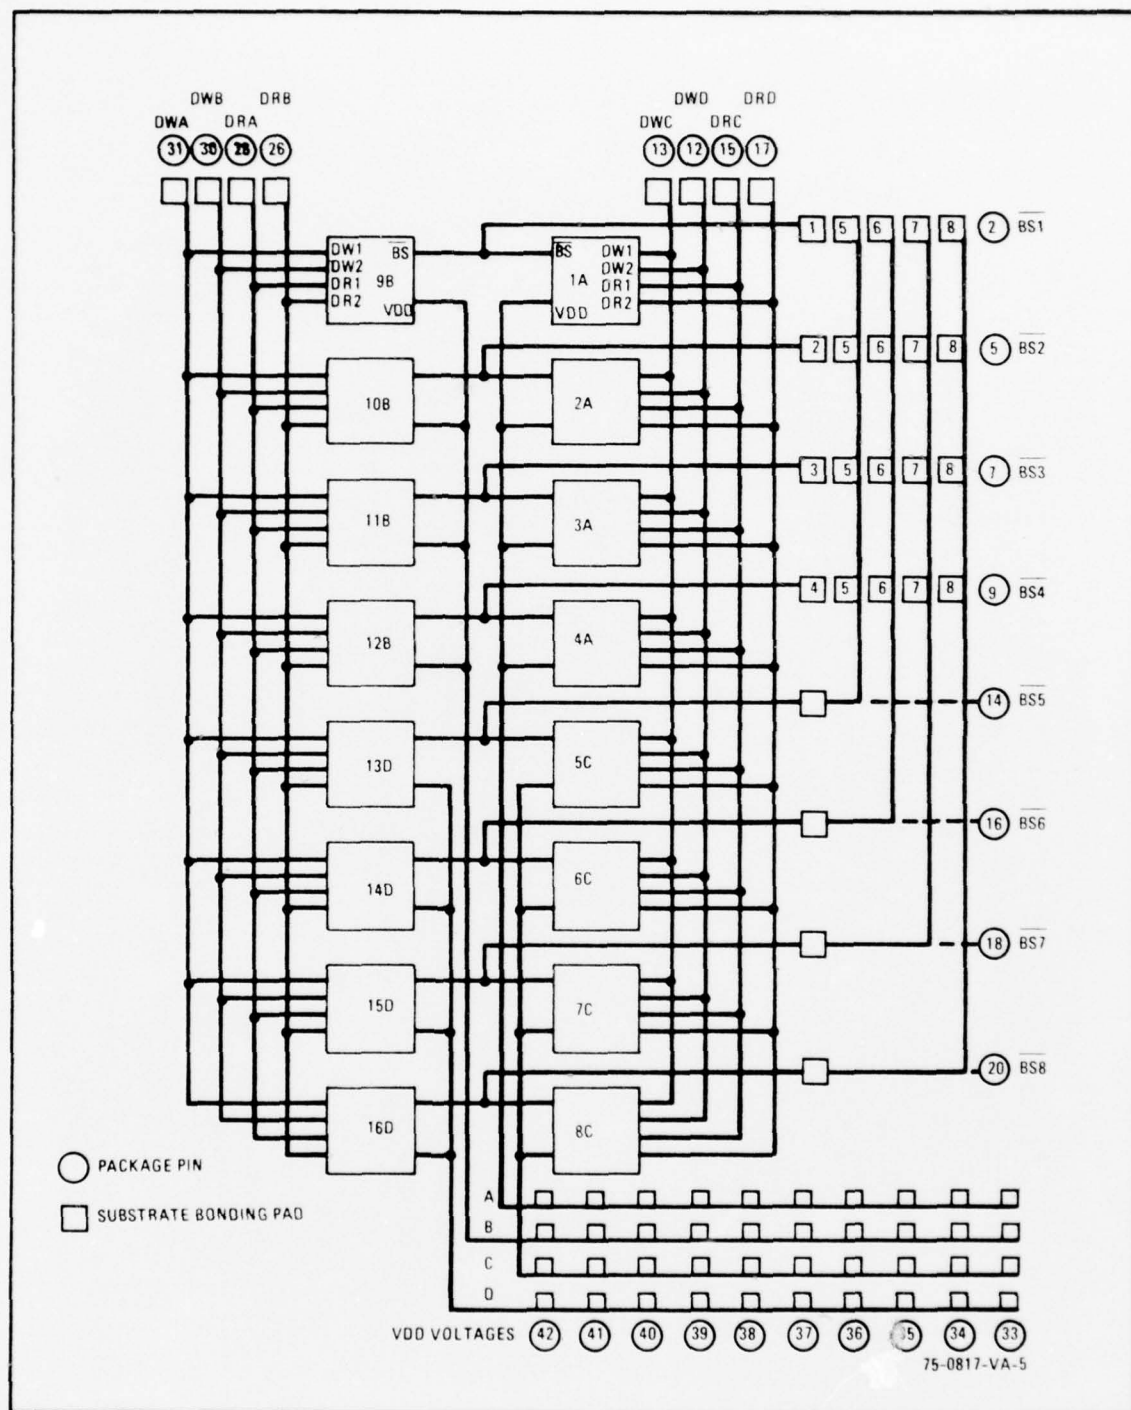 DWB DRB DWD DRD
DWA DRA DWC DRC
31 30 28 26 13 12 15 17
1 5 6 7 8 2 BS1
DW1 BS BS DW1
DW2 DW2
9B DR1 1A DR1
DR2 VDD VDD DR2
2 5 6 7 8 5 BS2
10B 2A
3 5 6 7 8 7 BS3
11B 3A
4 5 6 7 8 9 BS4
12B 4A
14 BS5
13D 5C
16 BS6
14D 6C
18 BS7
15D 7C
20 BS8
16D 8C
PACKAGE PIN
SUBSTRATE BONDING PAD
A
B
C
D
VDD VOLTAGES 42 41 40 39 38 37 36 35 34 33
75-0817-VA-5